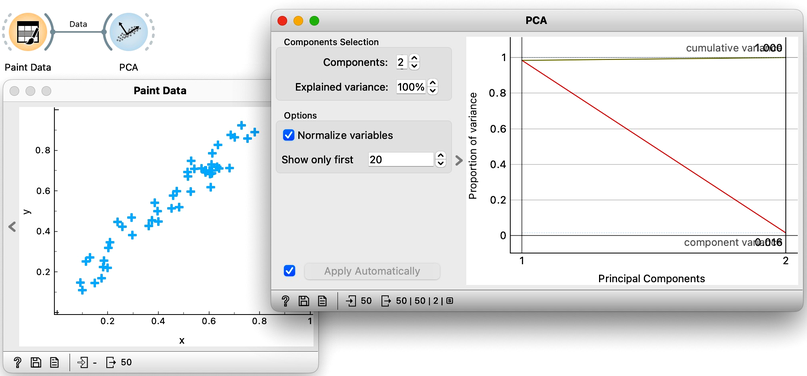 Data
Paint Data
PCA
Paint Data
0.8
0.6
0.4
0.2
y
0.2
0.4
0.6
0.8
1
x
? - 50
PCA
Components Selection
Components: 2
Explained variance: 100%
Options
Normalize variables
Show only first 20
Apply Automatically
? 50 50 | 50 | 2 |
cumulative variance 1.000
1
0.8
0.6
0.4
0.2
0
component variance 0.016
Proportion of variance
1
2
Principal Components